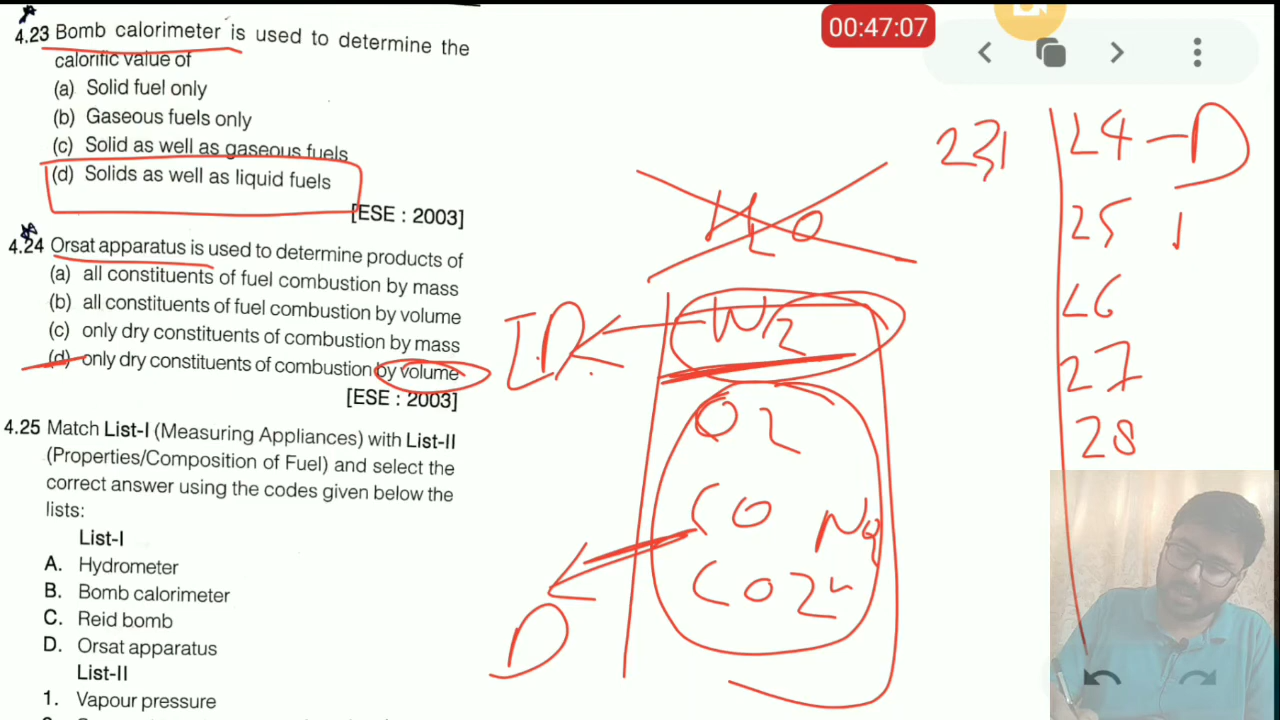 00:47:07
4.23 Bomb calorimeter is used to determine the
calorific value of
(a) Solid fuel only
(b) Gaseous fuels only
(c) Solid as well as gaseous fuels
(d) Solids as well as liquid fuels
[ESE : 2003]
4.24 Orsat apparatus is used to determine products of
(a) all constituents of fuel combustion by mass
(b) all constituents of fuel combustion by volume
(c) only dry constituents of combustion by mass
(d) only dry constituents of combustion by volume
[ESE : 2003]
4.25 Match List-I (Measuring Appliances) with List-II
(Properties/Composition of Fuel) and select the
correct answer using the codes given below the
lists:
List-I
A. Hydrometer
B. Bomb calorimeter
C. Reid bomb
D. Orsat apparatus
List-II
1. Vapour pressure
H2O
N2
I.D.
O2
CO
CO2
D
231
24 - D
25
26
27
28